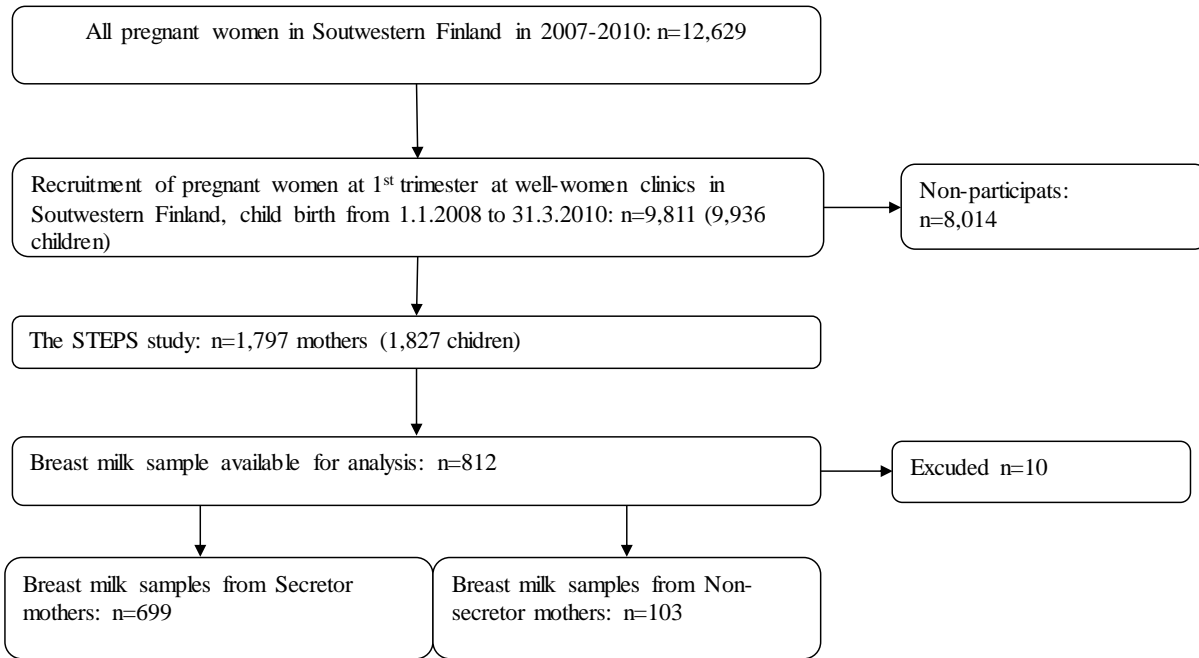 All pregnant women in Soutwestern Finland in 2007-2010: n=12,629
Recruitment of pregnant women at 1st trimester at well-women clinics in
Soutwestern Finland, child birth from 1.1.2008 to 31.3.2010: n=9,811 (9,936
children)
Non-participats:
n=8,014
The STEPS study: n=1,797 mothers (1,827 chidren)
Breast milk sample available for analysis: n=812
Excuded n=10
Breast milk samples from Secretor
mothers: n=699
Breast milk samples from Non-
secretor mothers: n=103